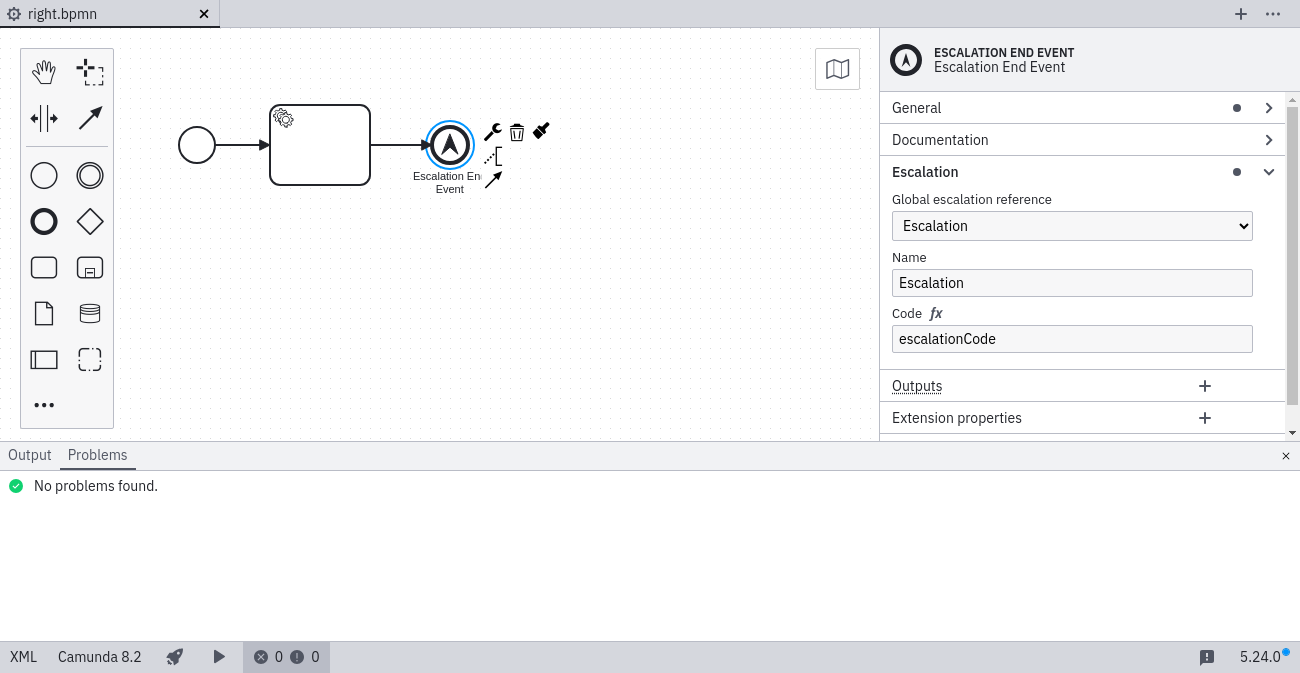 right.bpmn
ESCALATION END EVENT
Escalation End Event
General
Documentation
Escalation
Global escalation reference
Escalation
Name
Escalation
Code fx
escalationCode
Outputs
Extension properties
Escalation En
Event
Output Problems
No problems found.
XML Camunda 8.2 0 0 5.24.0